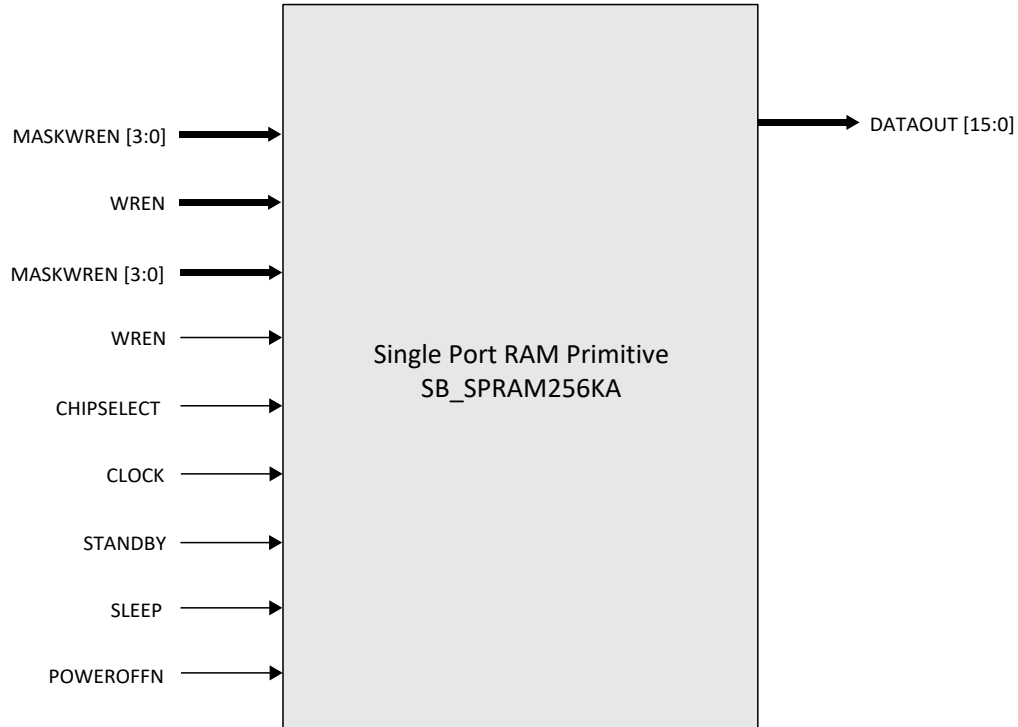 MASKWREN [3:0]
DATAOUT [15:0]
WREN
MASKWREN [3:0]
WREN
Single Port RAM Primitive
SB_SPRAM256KA
CHIPSELECT
CLOCK
STANDBY
SLEEP
POWEROFFN